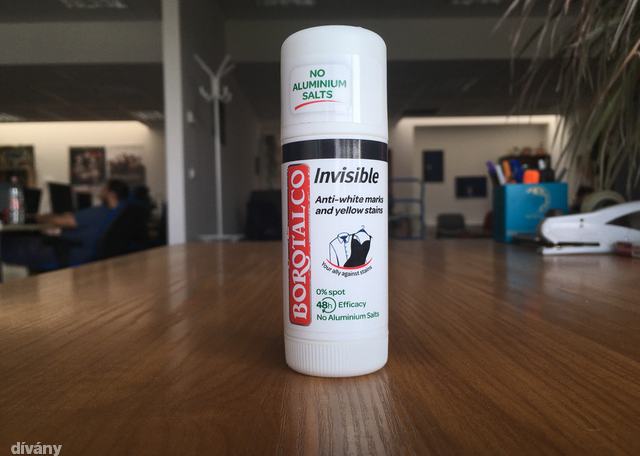 NO
ALUMINIUM
SALTS
BOROTALCO
Invisible
Anti-white marks
and yellow stains
Your ally against stains
0% spot
48h Efficacy
No Aluminium Salts
dívány